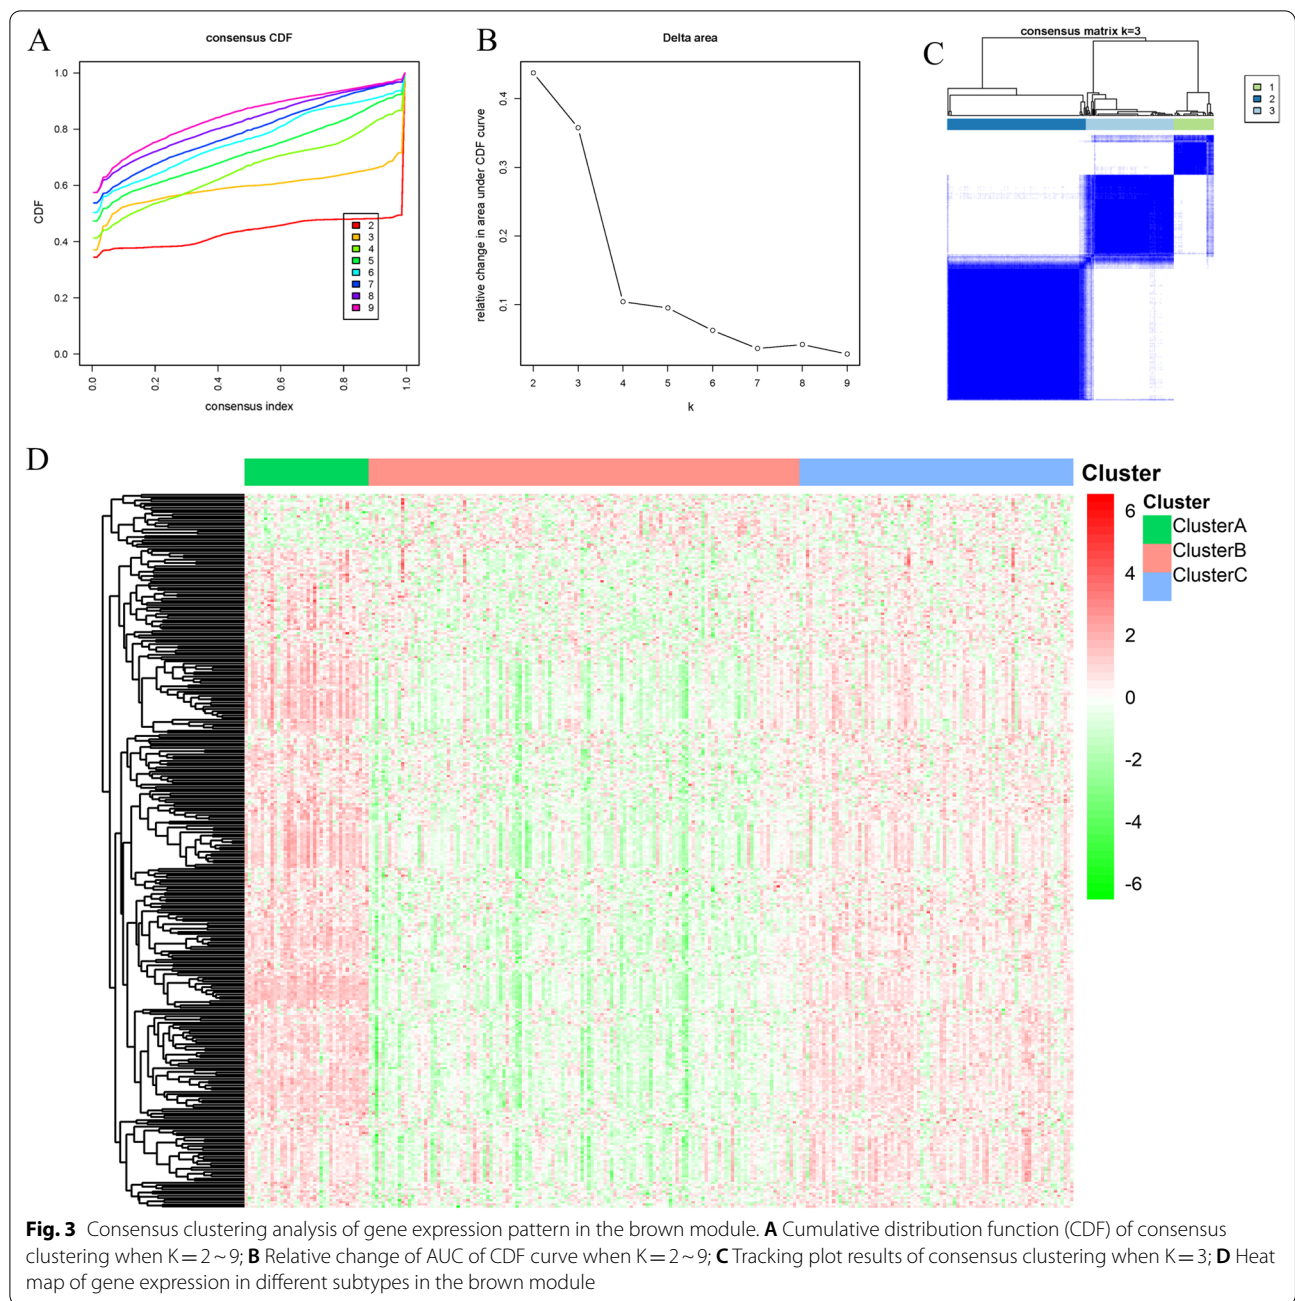 A
consensus CDF
CDF
1.0
0.8
0.6
0.4
0.2
0.0
0.0 0.2 0.4 0.6 0.8 1.0
consensus index
2
3
4
5
6
7
8
9
B
Delta area
relative change in area under CDF curve
0.4
0.3
0.2
0.1
2 3 4 5 6 7 8 9
k
C
consensus matrix k=3
1
2
3
D
Cluster
6
4
2
0
-2
-4
-6
Cluster
ClusterA
ClusterB
ClusterC
Fig. 3 Consensus clustering analysis of gene expression pattern in the brown module. A Cumulative distribution function (CDF) of consensus
clustering when K = 2 ~ 9; B Relative change of AUC of CDF curve when K = 2 ~ 9; C Tracking plot results of consensus clustering when K = 3; D Heat
map of gene expression in different subtypes in the brown module